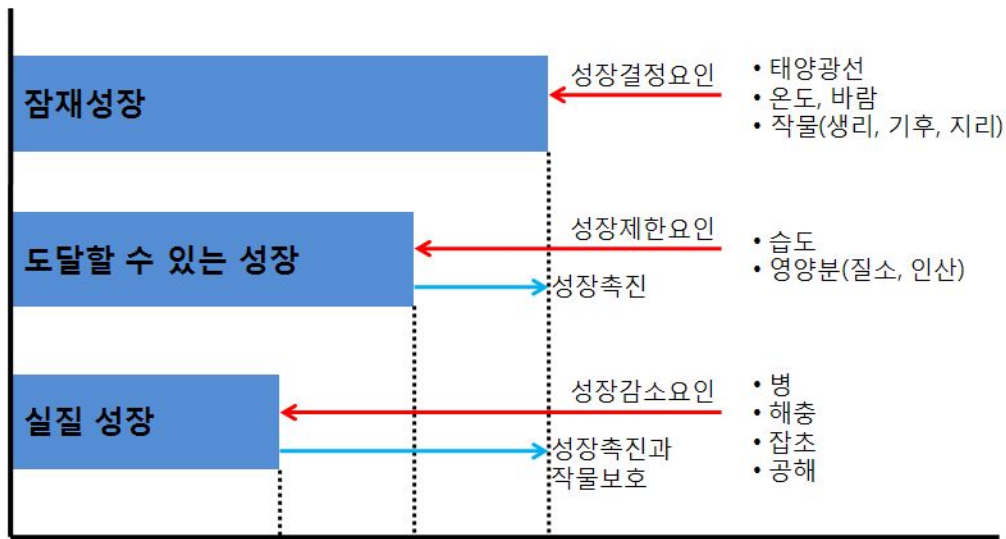 잠재성장
성장결정요인
• 태양광선
• 온도, 바람
• 작물(생리, 기후, 지리)
도달할 수 있는 성장
성장제한요인
성장촉진
• 습도
• 영양분(질소, 인산)
실질 성장
성장감소요인
성장촉진과
작물보호
• 병
• 해충
• 잡초
• 공해